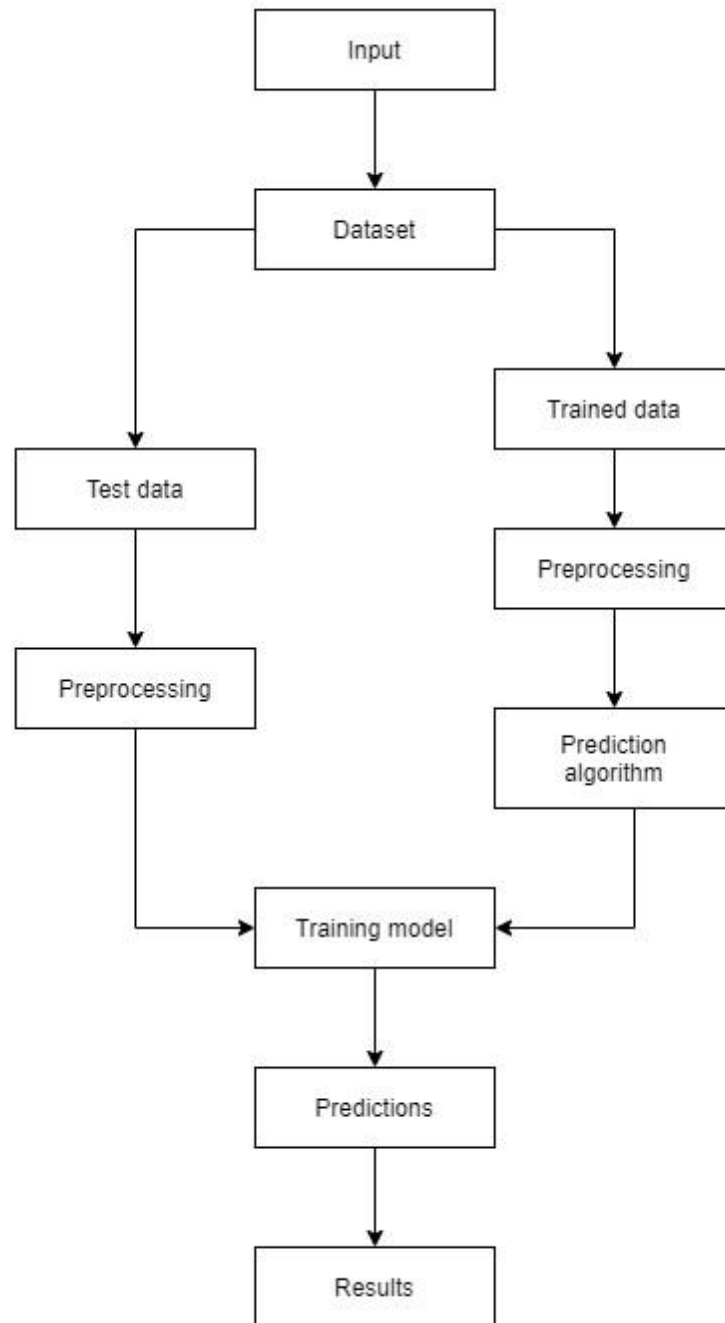 Input
Dataset
Trained data
Test data
Preprocessing
Preprocessing
Prediction
algorithm
Training model
Predictions
Results